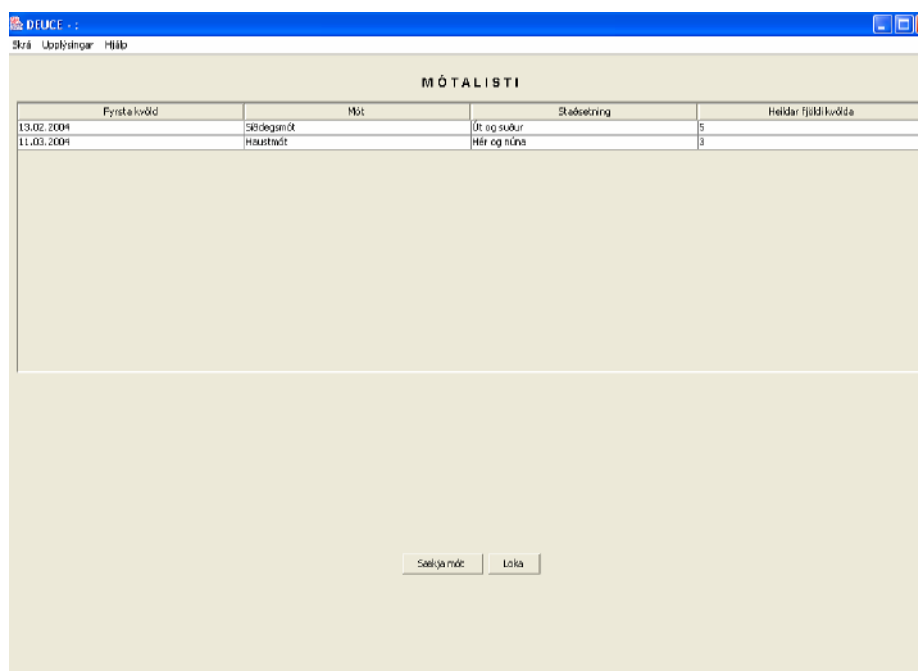 DEUCE - :
Skrá Upplýsingar Hjálp
MÓTALISTI
Fyrsta kvöld Mót Staðsetning Heildar fjöldi kvölda
13.02.2004 Síðdegsmót Út og suður 5
11.03.2004 Haustmót Hér og núna 3
Sækja mót Loka